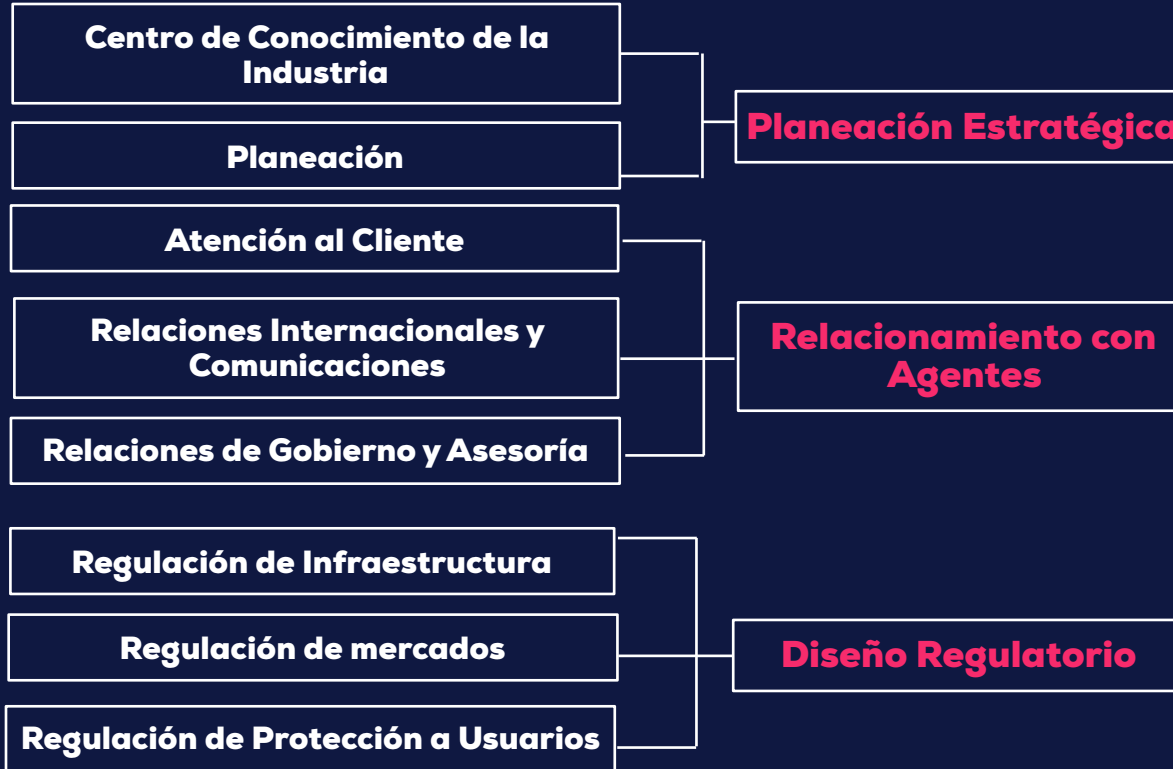 Centro de Conocimiento de la
Industria
Planeación
Planeación Estratégica
Atención al Cliente
Relaciones Internacionales y
Comunicaciones
Relaciones de Gobierno y Asesoría
Relacionamiento con
Agentes
Regulación de Infraestructura
Regulación de mercados
Regulación de Protección a Usuarios
Diseño Regulatorio